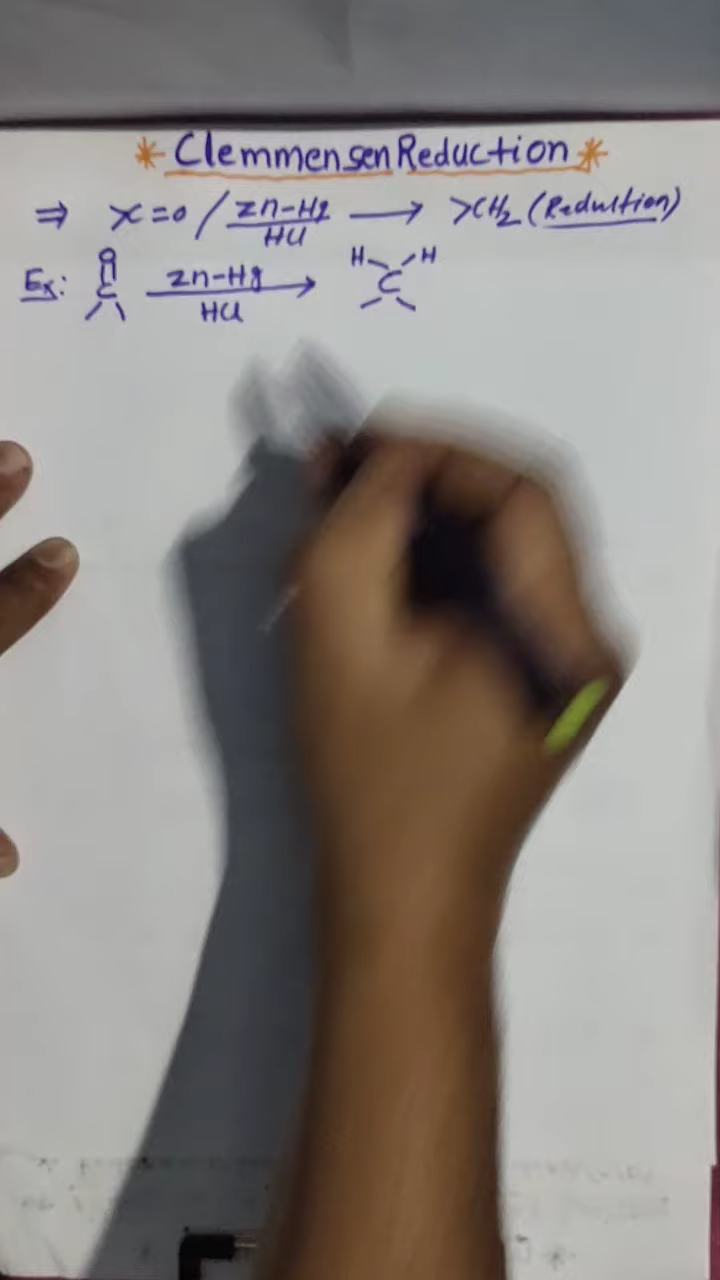 * Clemmensen Reduction *
⇒ >C=O / Zn-Hg/HCl → >CH2 (Reduction)
Ex: O
C Zn-Hg/HCl → H H
C